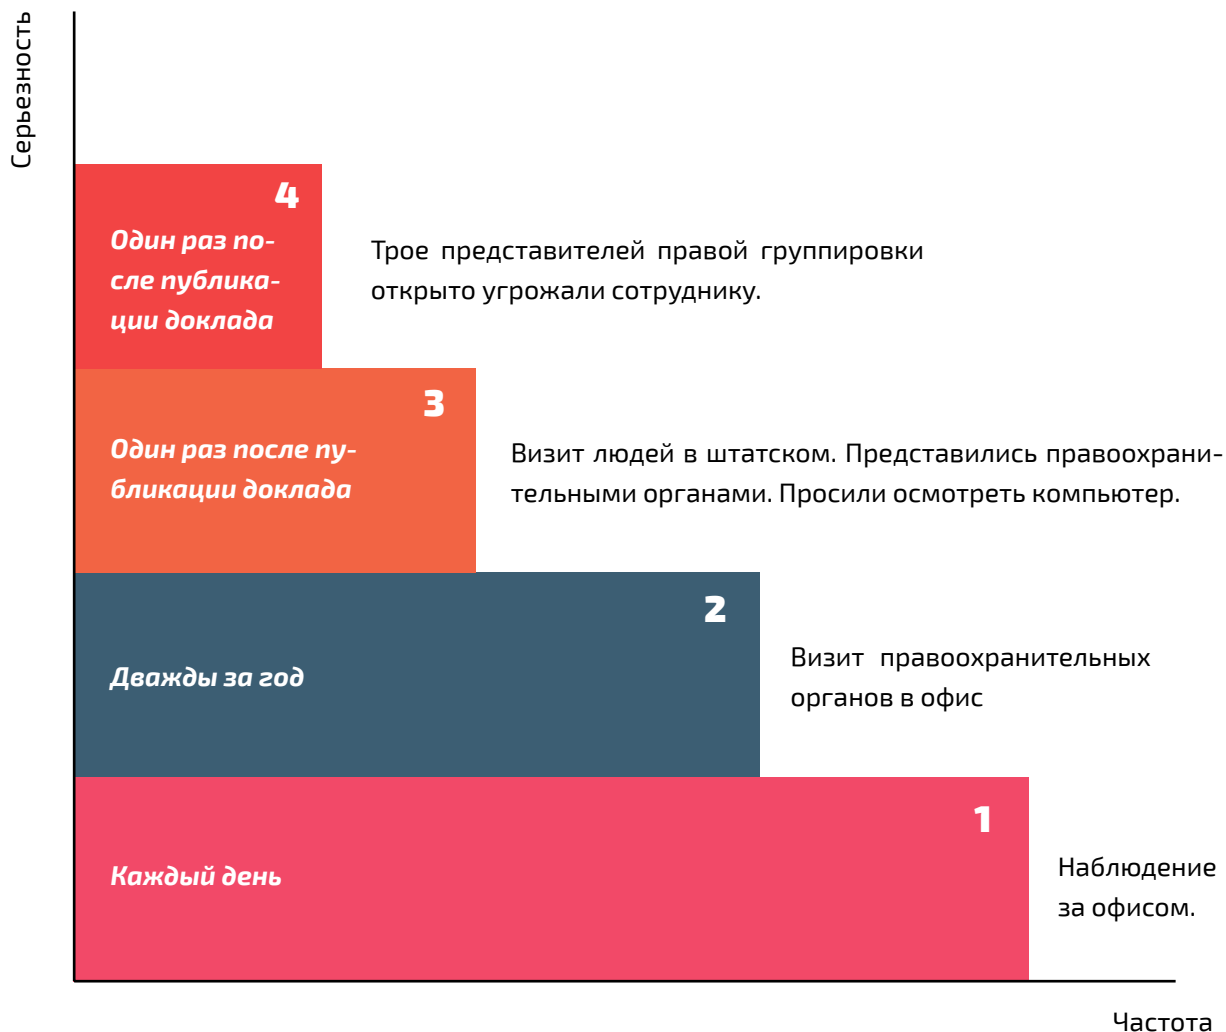 Серьезность
4
Один раз по-
сле публика-
ции доклада
Трое представителей правой группировки
открыто угрожали сотруднику.
3
Один раз после пу-
бликации доклада
Визит людей в штатском. Представились правоохрани-
тельными органами. Просили осмотреть компьютер.
2
Дважды за год
Визит правоохранительных
органов в офис
1
Каждый день
Наблюдение
за офисом.
Частота